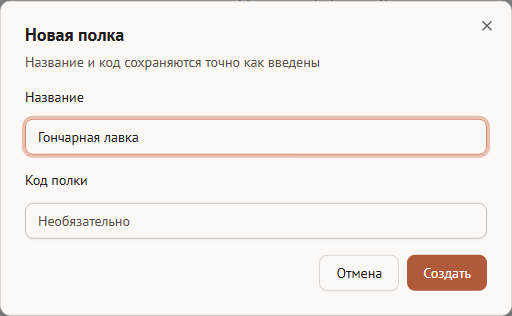 Новая полка
Название и код сохраняются точно как введены
Название
Гончарная лавка
Код полки
Необязательно
Отмена
Создать